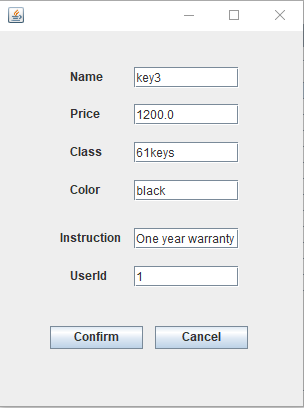 Name key3
Price 1200.0
Class 61keys
Color black
Instruction One year warranty
UserId 1
Confirm Cancel